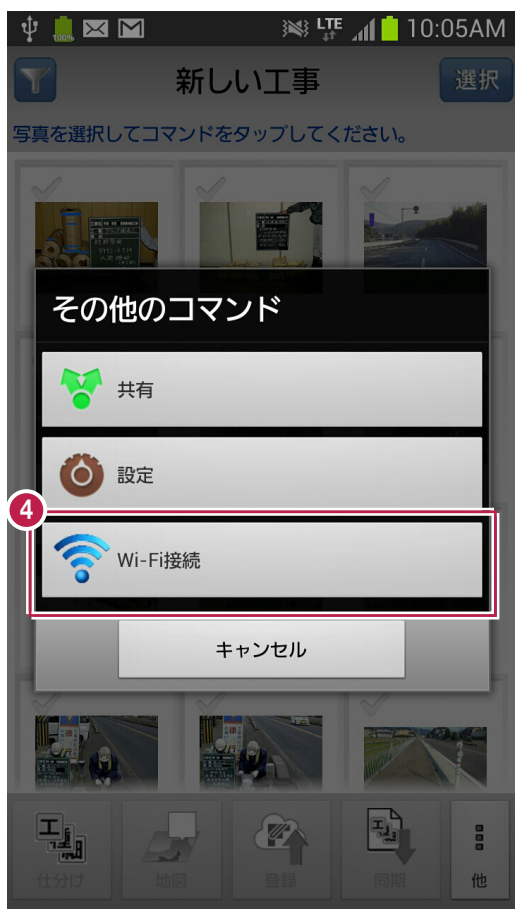 100%
LTE
10:05AM
新しい工事
選択
写真を選択してコマンドをタップしてください。
その他のコマンド
共有
設定
4
Wi-Fi接続
キャンセル
工
仕分け
地図
登録
同期
他